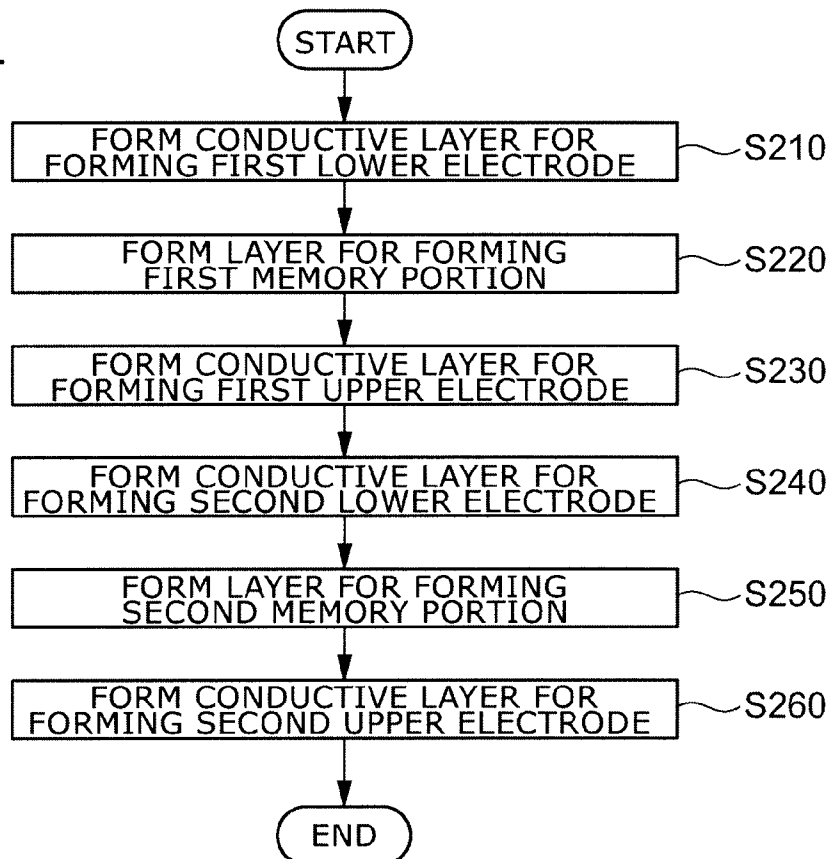 START
FORM CONDUCTIVE LAYER FOR
FORMING FIRST LOWER ELECTRODE
S210
FORM LAYER FOR FORMING
FIRST MEMORY PORTION
S220
FORM CONDUCTIVE LAYER FOR
FORMING FIRST UPPER ELECTRODE
S230
FORM CONDUCTIVE LAYER FOR
FORMING SECOND LOWER ELECTRODE
S240
FORM LAYER FOR FORMING
SECOND MEMORY PORTION
S250
FORM CONDUCTIVE LAYER FOR
FORMING SECOND UPPER ELECTRODE
S260
END